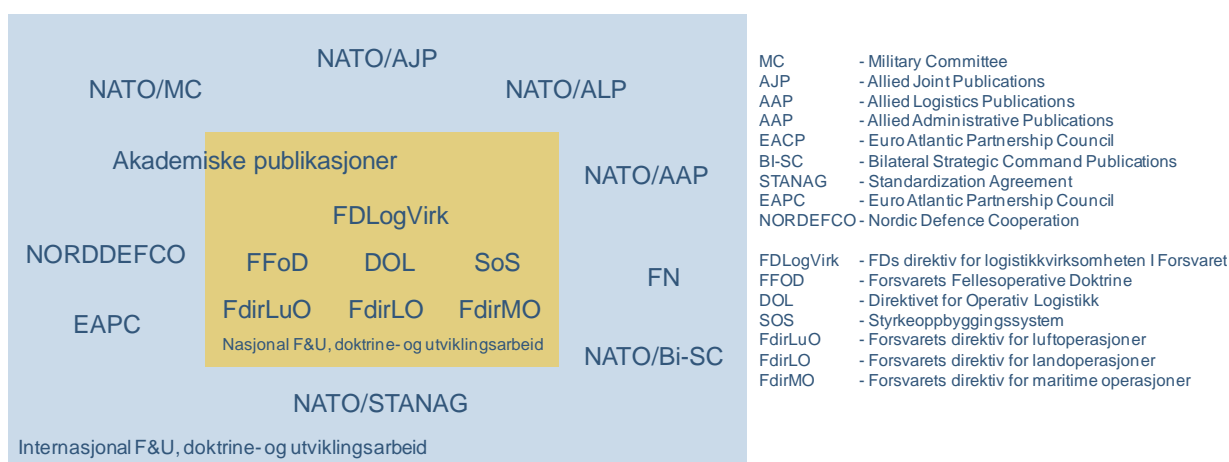 NATO/AJP
NATO/MC
NATO/ALP
Akademiske publikasjoner
NATO/AAP
FDLogVirk
NORDDEFCO
FFoD DOL SoS
FN
EAPC
FdirLuO FdirLO FdirMO
Nasjonal F&U, doktrine- og utviklingsarbeid
NATO/Bi-SC
NATO/STANAG
Internasjonal F&U, doktrine- og utviklingsarbeid
MC - Military Committee
AJP - Allied Joint Publications
AAP - Allied Logistics Publications
AAP - Allied Administrative Publications
EACP - Euro Atlantic Partnership Council
BI-SC - Bilateral Strategic Command Publications
STANAG - Standardization Agreement
EAPC - Euro Atlantic Partnership Council
NORDEFCO - Nordic Defence Cooperation
FDLogVirk - FDs direktiv for logistikkvirksomheten I Forsvaret
FFOD - Forsvarets Fellesoperative Doktrine
DOL - Direktivet for Operativ Logistikk
SOS - Styrkeoppbyggingssystem
FdirLuO - Forsvarets direktiv for luftoperasjoner
FdirLO - Forsvarets direktiv for landoperasjoner
FdirMO - Forsvarets direktiv for maritime operasjoner